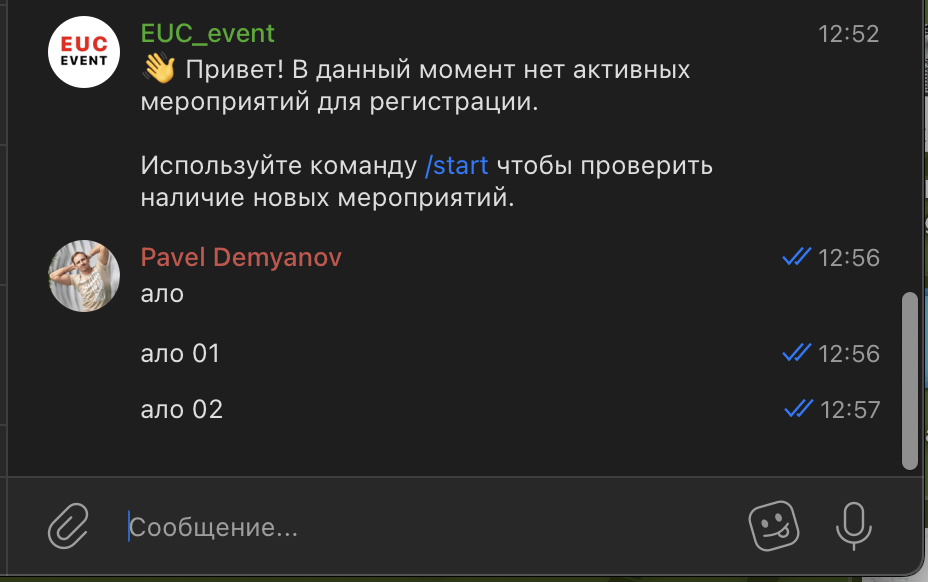 EUC
EVENT
EUC_event
12:52
👋 Привет! В данный момент нет активных
мероприятий для регистрации.
Используйте команду /start чтобы проверить
наличие новых мероприятий.
Pavel Demyanov
12:56
ало
ало 01
12:56
ало 02
12:57
Сообщение...